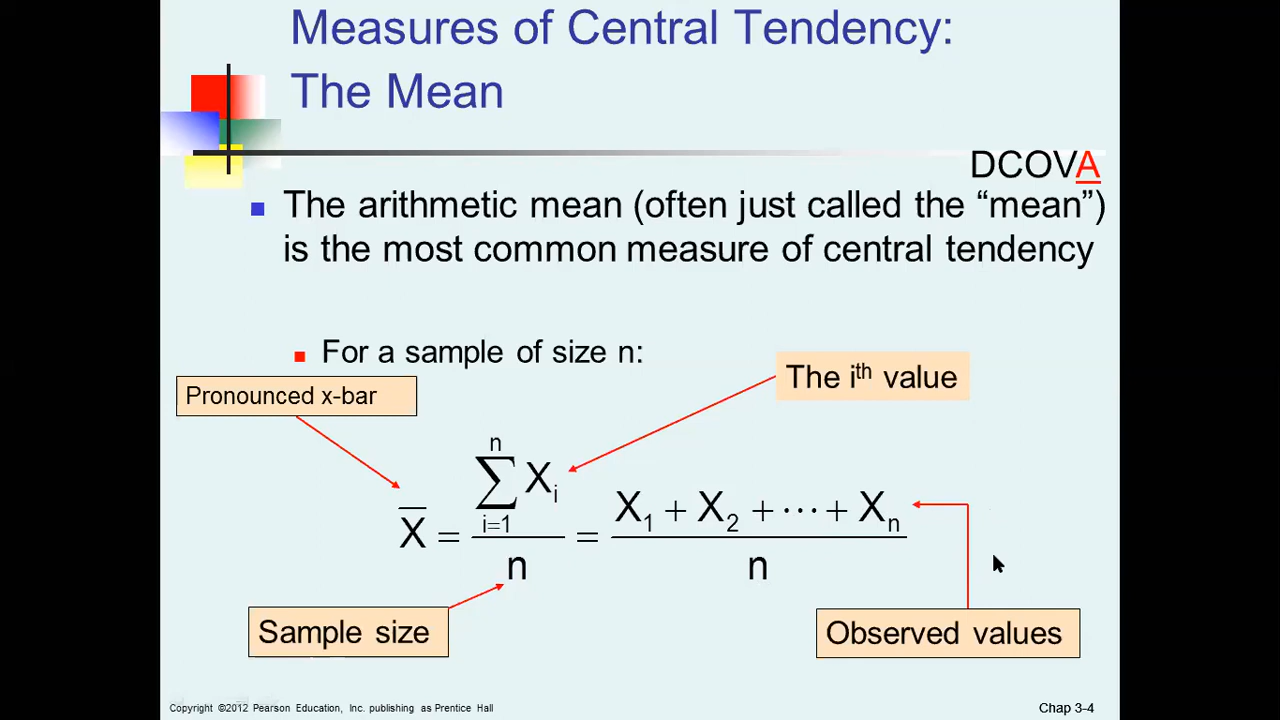 Measures of Central Tendency:
The Mean
DCOVA
The arithmetic mean (often just called the “mean”)
is the most common measure of central tendency
For a sample of size n:
Pronounced x-bar
The iᵗʰ value
X̅ = ∑ᵢ₌₁ⁿ Xᵢ / n = X₁ + X₂ + ⋯ + Xₙ / n
Sample size
Observed values
Copyright ©2012 Pearson Education, Inc. publishing as Prentice Hall
Chap 3-4